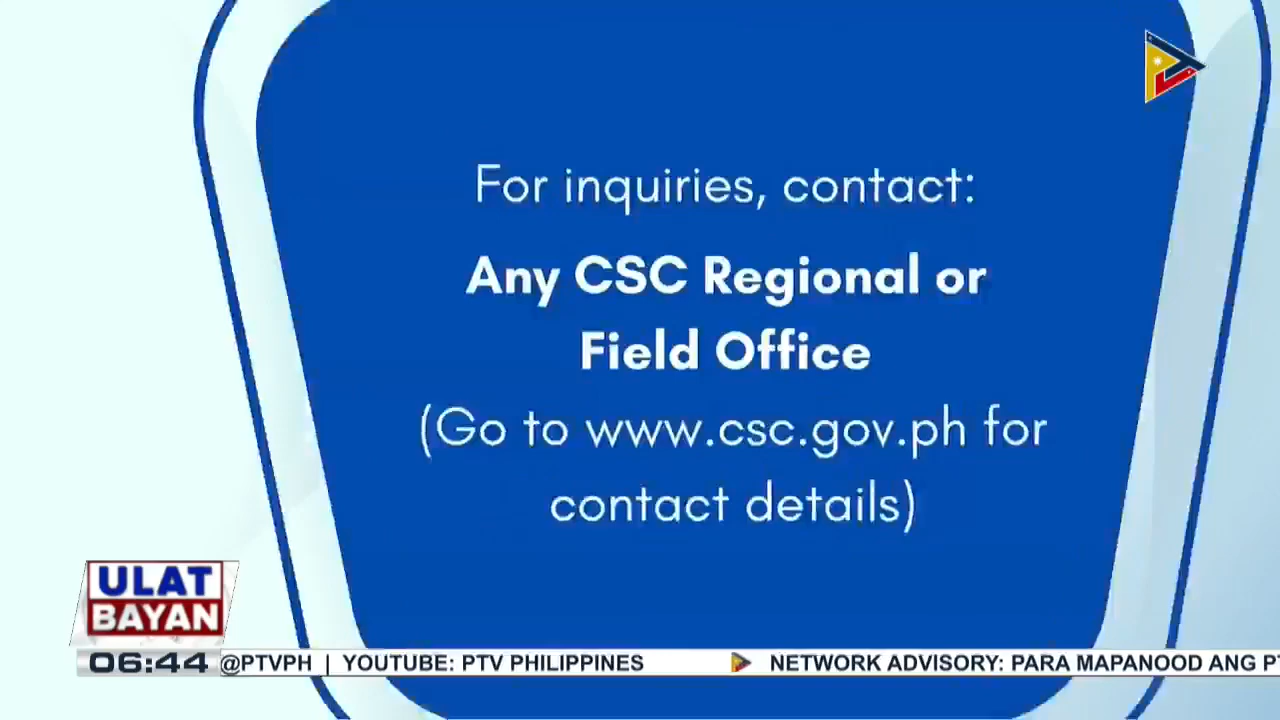 For inquiries, contact:
Any CSC Regional or
Field Office
(Go to www.csc.gov.ph for
contact details)
ULAT
BAYAN
06:44 @PTVPH | YOUTUBE: PTV PHILIPPINES NETWORK ADVISORY: PARA MAPANOOD ANG